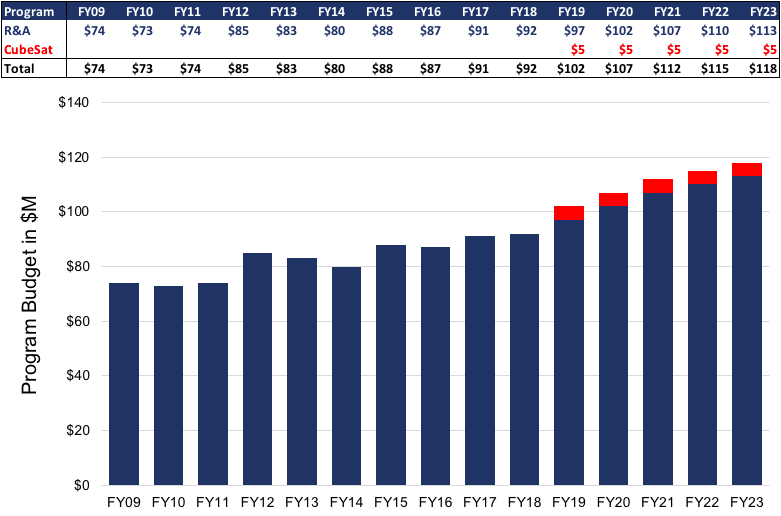 Program FY09 FY10 FY11 FY12 FY13 FY14 FY15 FY16 FY17 FY18 FY19 FY20 FY21 FY22 FY23
R&A $74 $73 $74 $85 $83 $80 $88 $87 $91 $92 $97 $102 $107 $110 $113
CubeSat $5 $5 $5 $5 $5
Total $74 $73 $74 $85 $83 $80 $88 $87 $91 $92 $102 $107 $112 $115 $118
Program Budget in $M
$140
$120
$100
$80
$60
$40
$20
$0
FY09 FY10 FY11 FY12 FY13 FY14 FY15 FY16 FY17 FY18 FY19 FY20 FY21 FY22 FY23